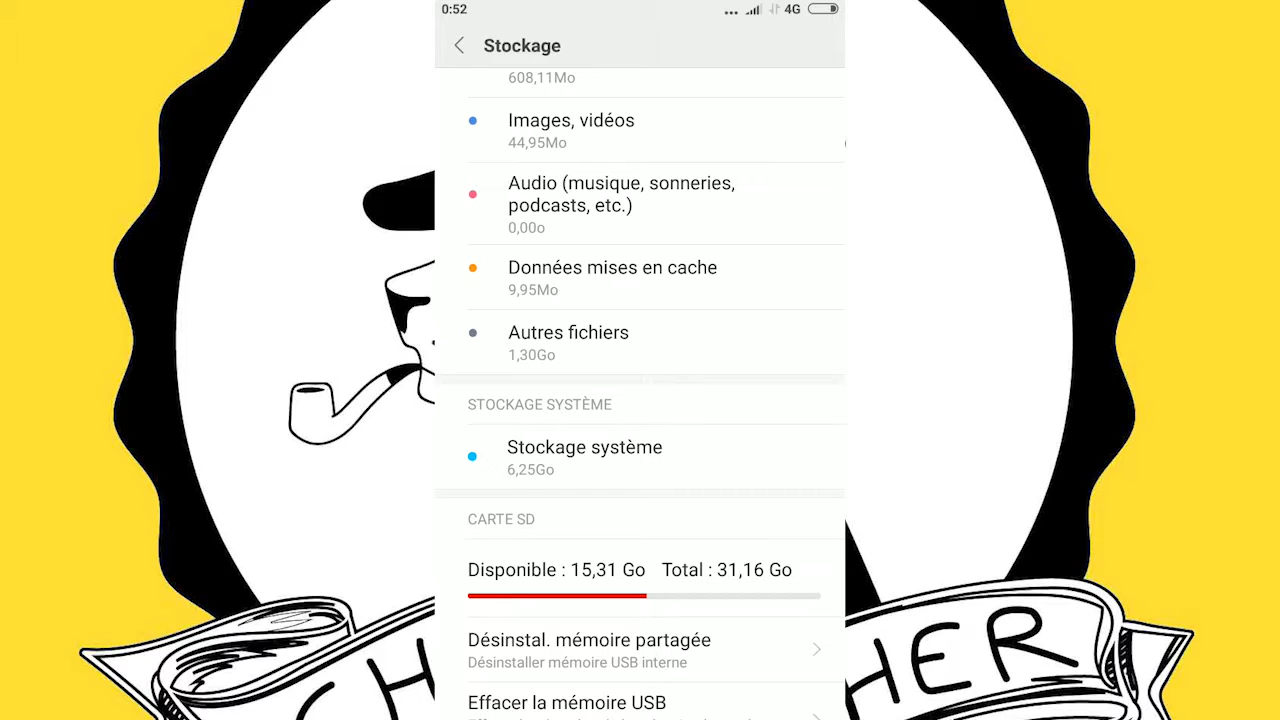 0:52
4G
Stockage
608,11Mo
Images, vidéos
44,95Mo
Audio (musique, sonneries,
podcasts, etc.)
0,00o
Données mises en cache
9,95Mo
Autres fichiers
1,30Go
STOCKAGE SYSTÈME
Stockage système
6,25Go
CARTE SD
Disponible : 15,31 Go Total : 31,16 Go
Désinstal. mémoire partagée
Désinstaller mémoire USB interne
Effacer la mémoire USB
CH
HER